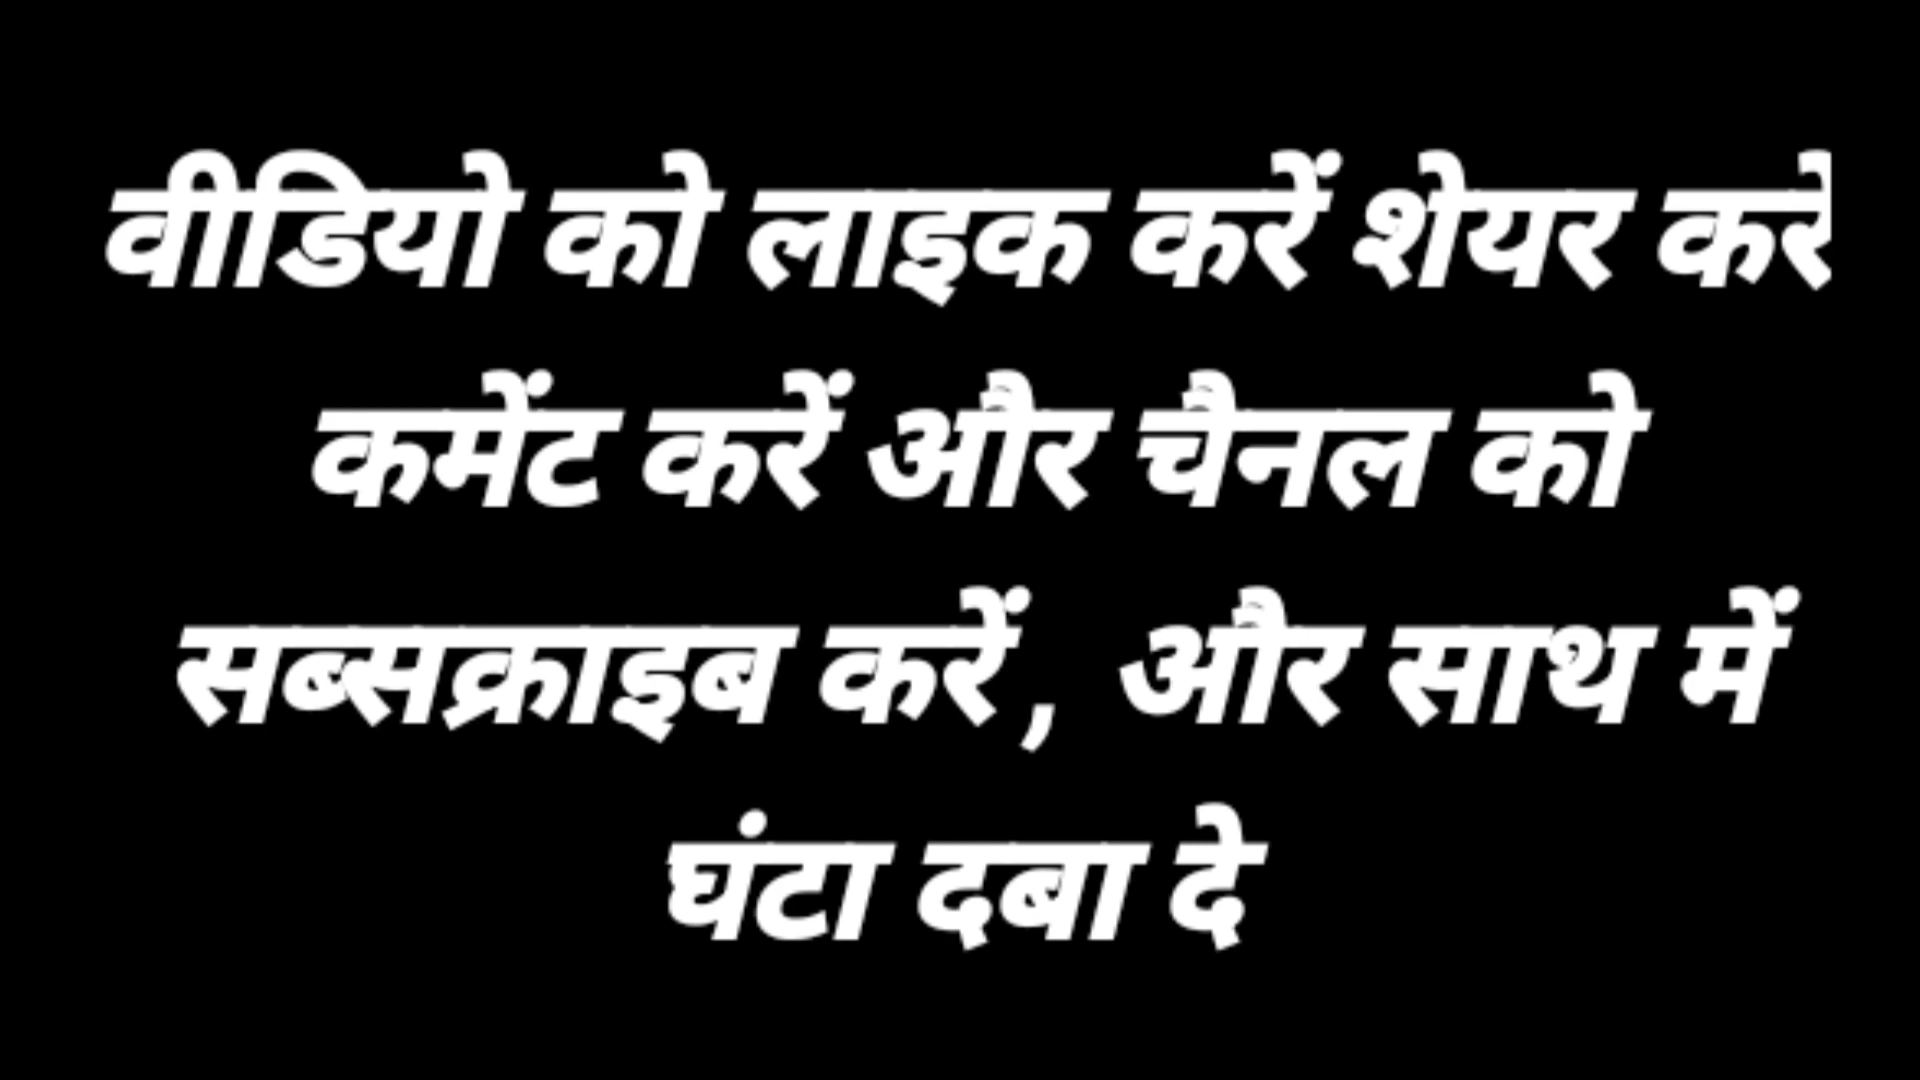 वीडियो को लाइक करें शेयर करे
कमेंट करें और चैनल को
सब्सक्राइब करें, और साथ में
घंटा दबा दे